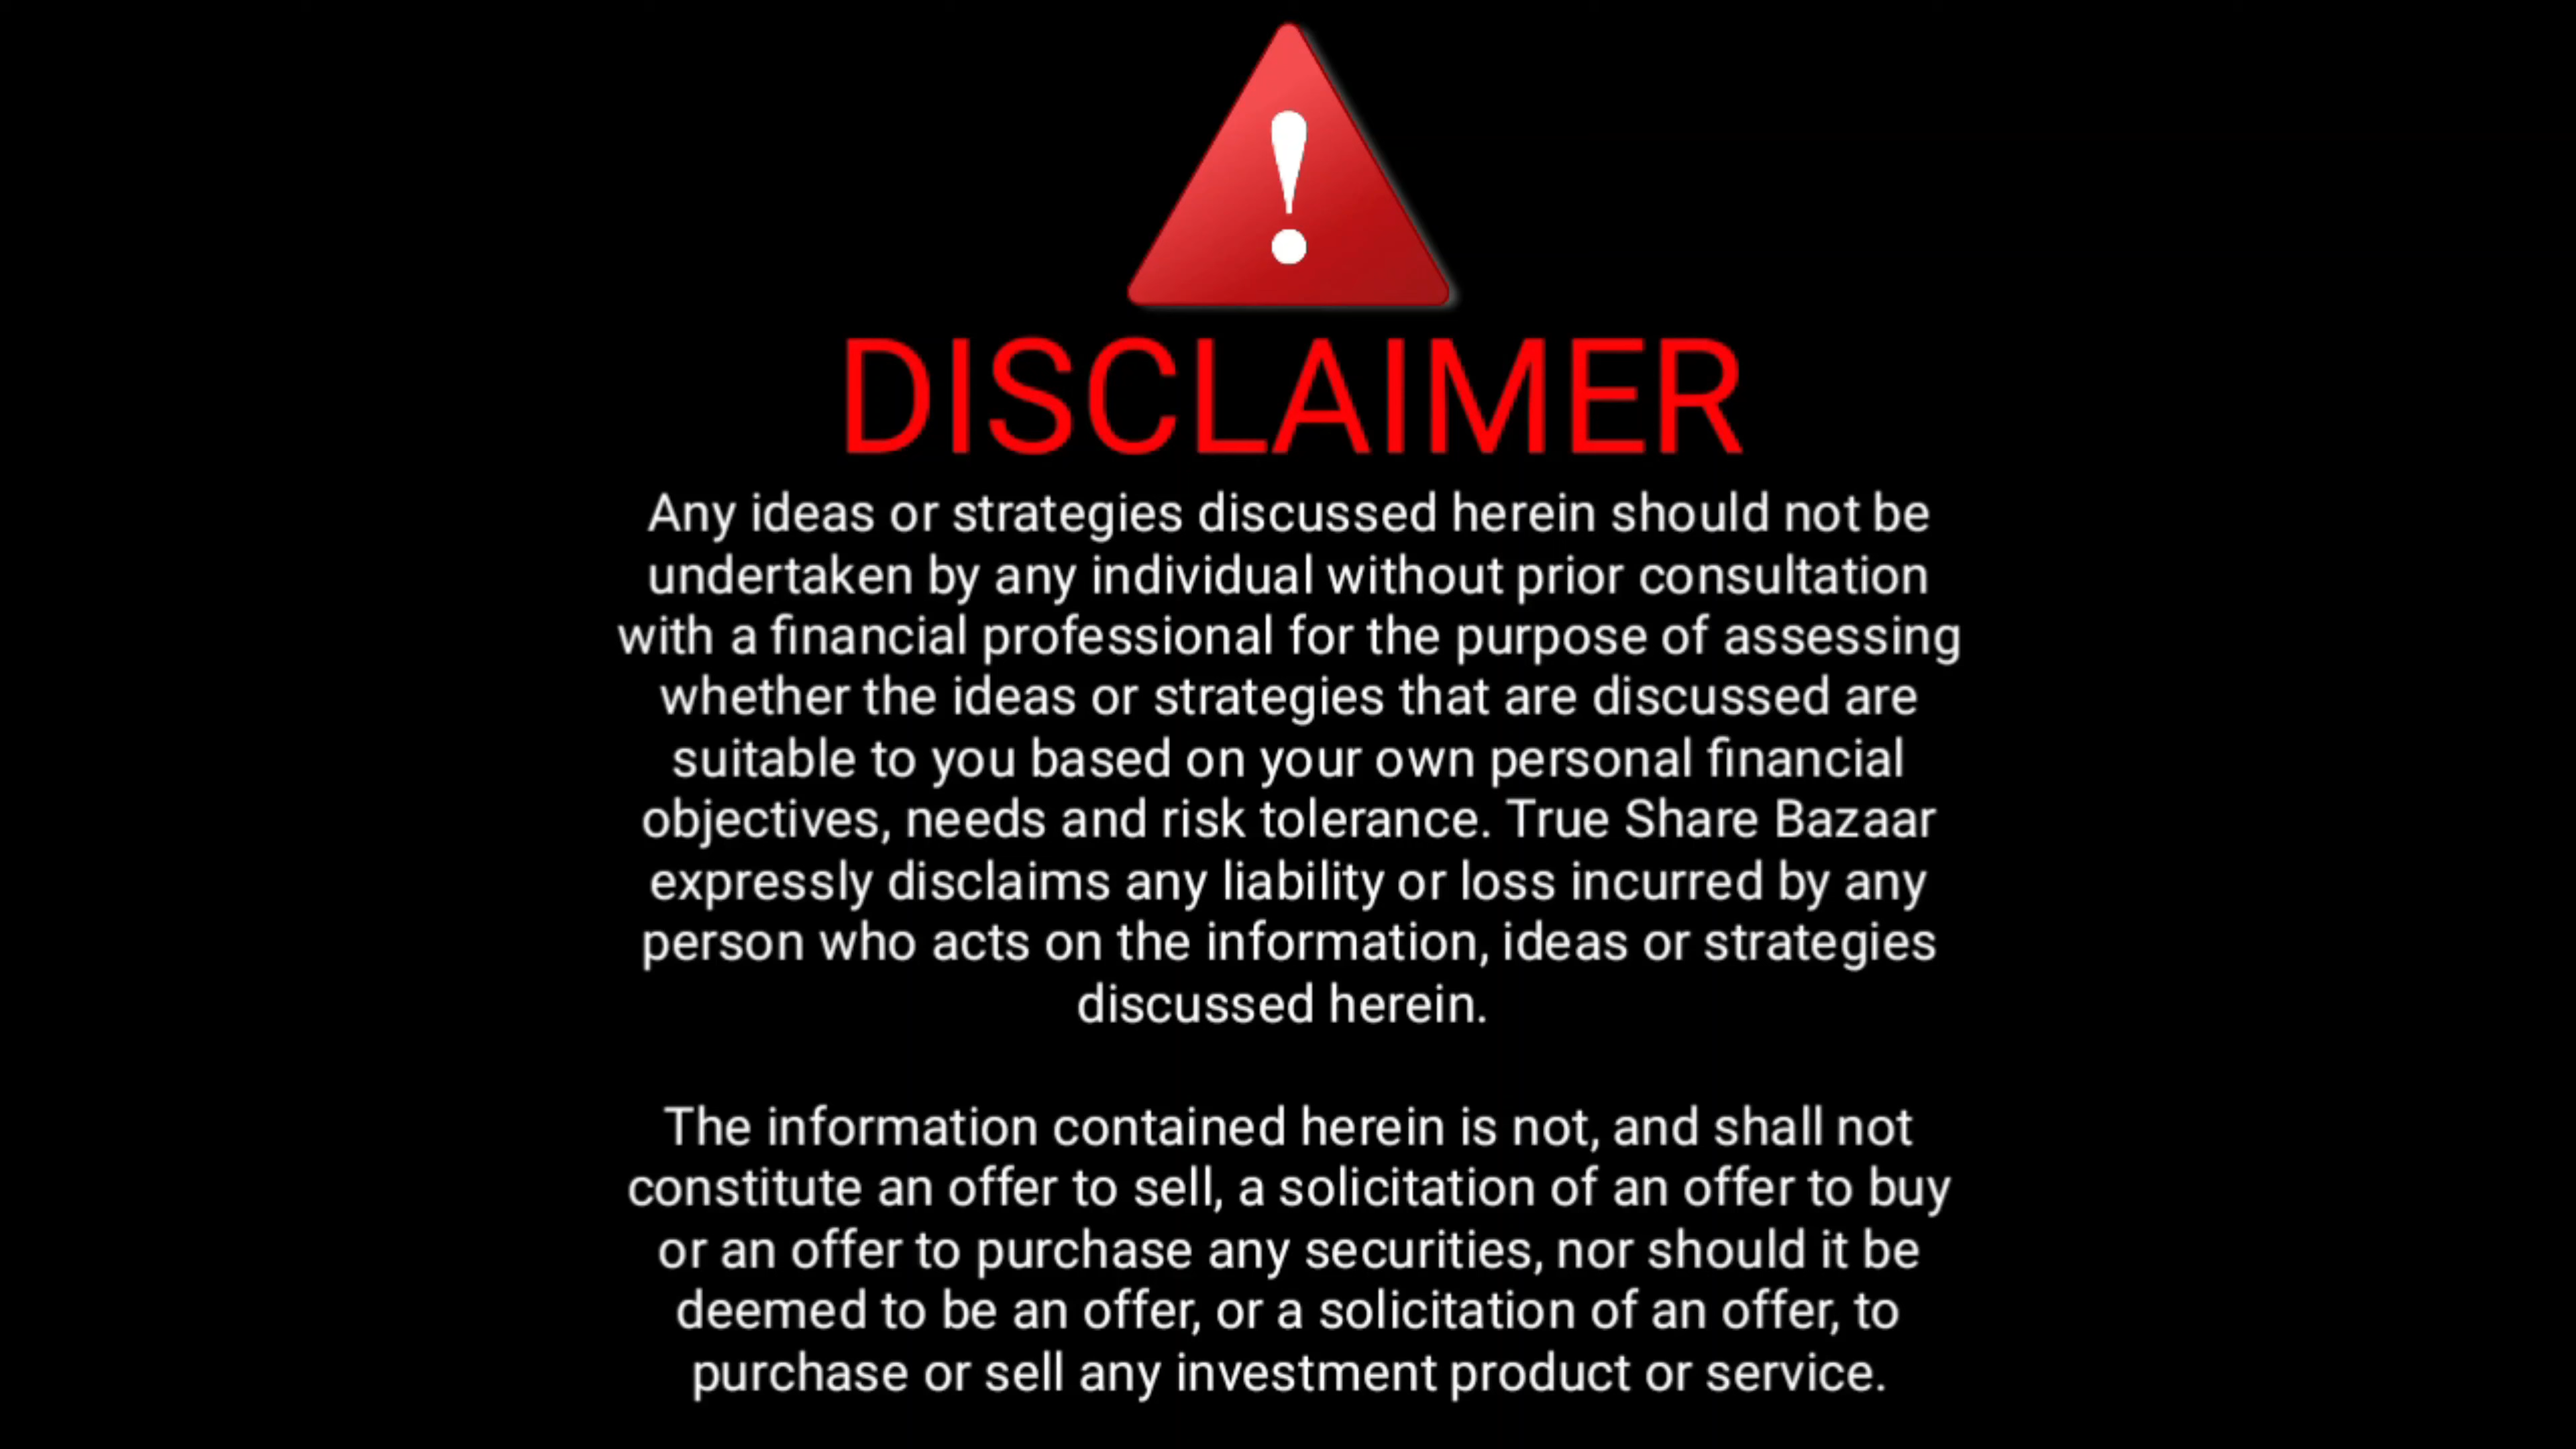 !
DISCLAIMER
Any ideas or strategies discussed herein should not be
undertaken by any individual without prior consultation
with a financial professional for the purpose of assessing
whether the ideas or strategies that are discussed are
suitable to you based on your own personal financial
objectives, needs and risk tolerance. True Share Bazaar
expressly disclaims any liability or loss incurred by any
person who acts on the information, ideas or strategies
discussed herein.
The information contained herein is not, and shall not
constitute an offer to sell, a solicitation of an offer to buy
or an offer to purchase any securities, nor should it be
deemed to be an offer, or a solicitation of an offer, to
purchase or sell any investment product or service.